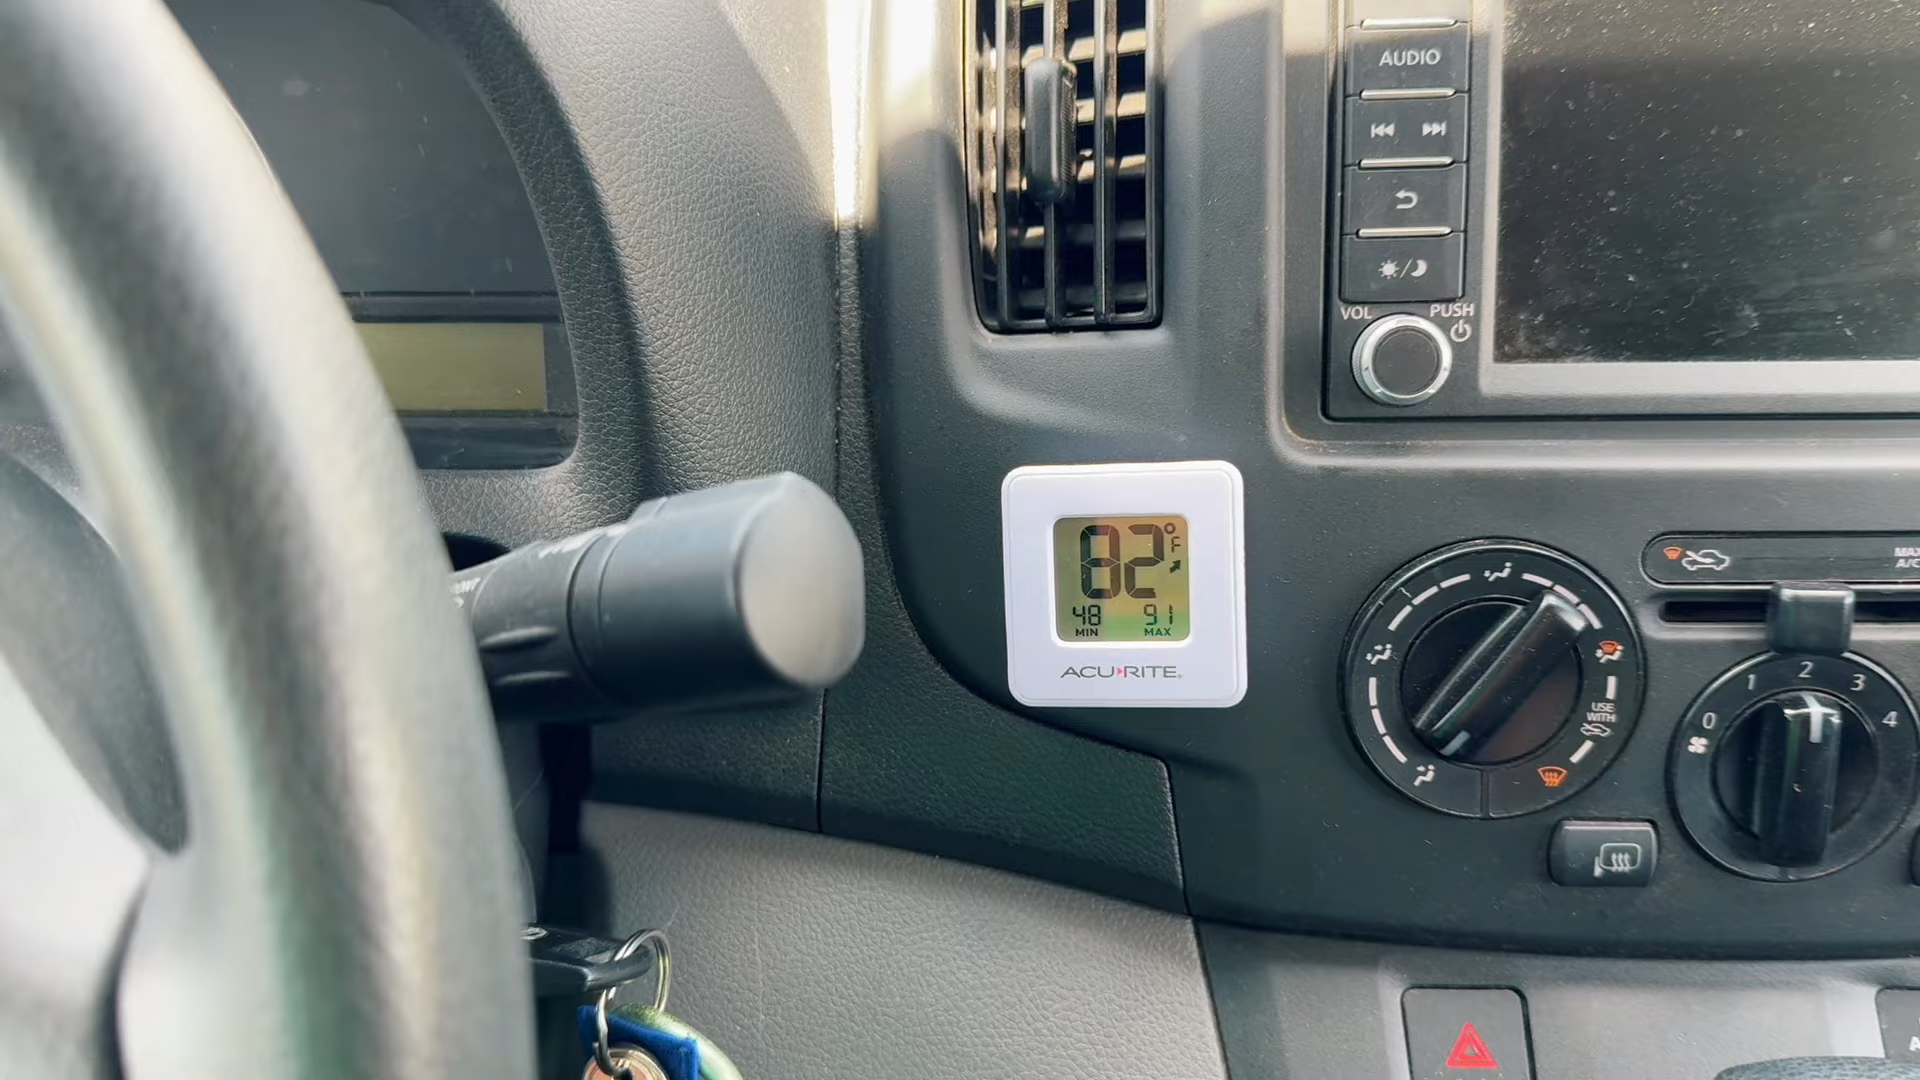 AUDIO
VOL
PUSH
82°F
48
91
MIN
MAX
ACU RITE
MAX
A/C
USE
WITH
0
1
2
3
4